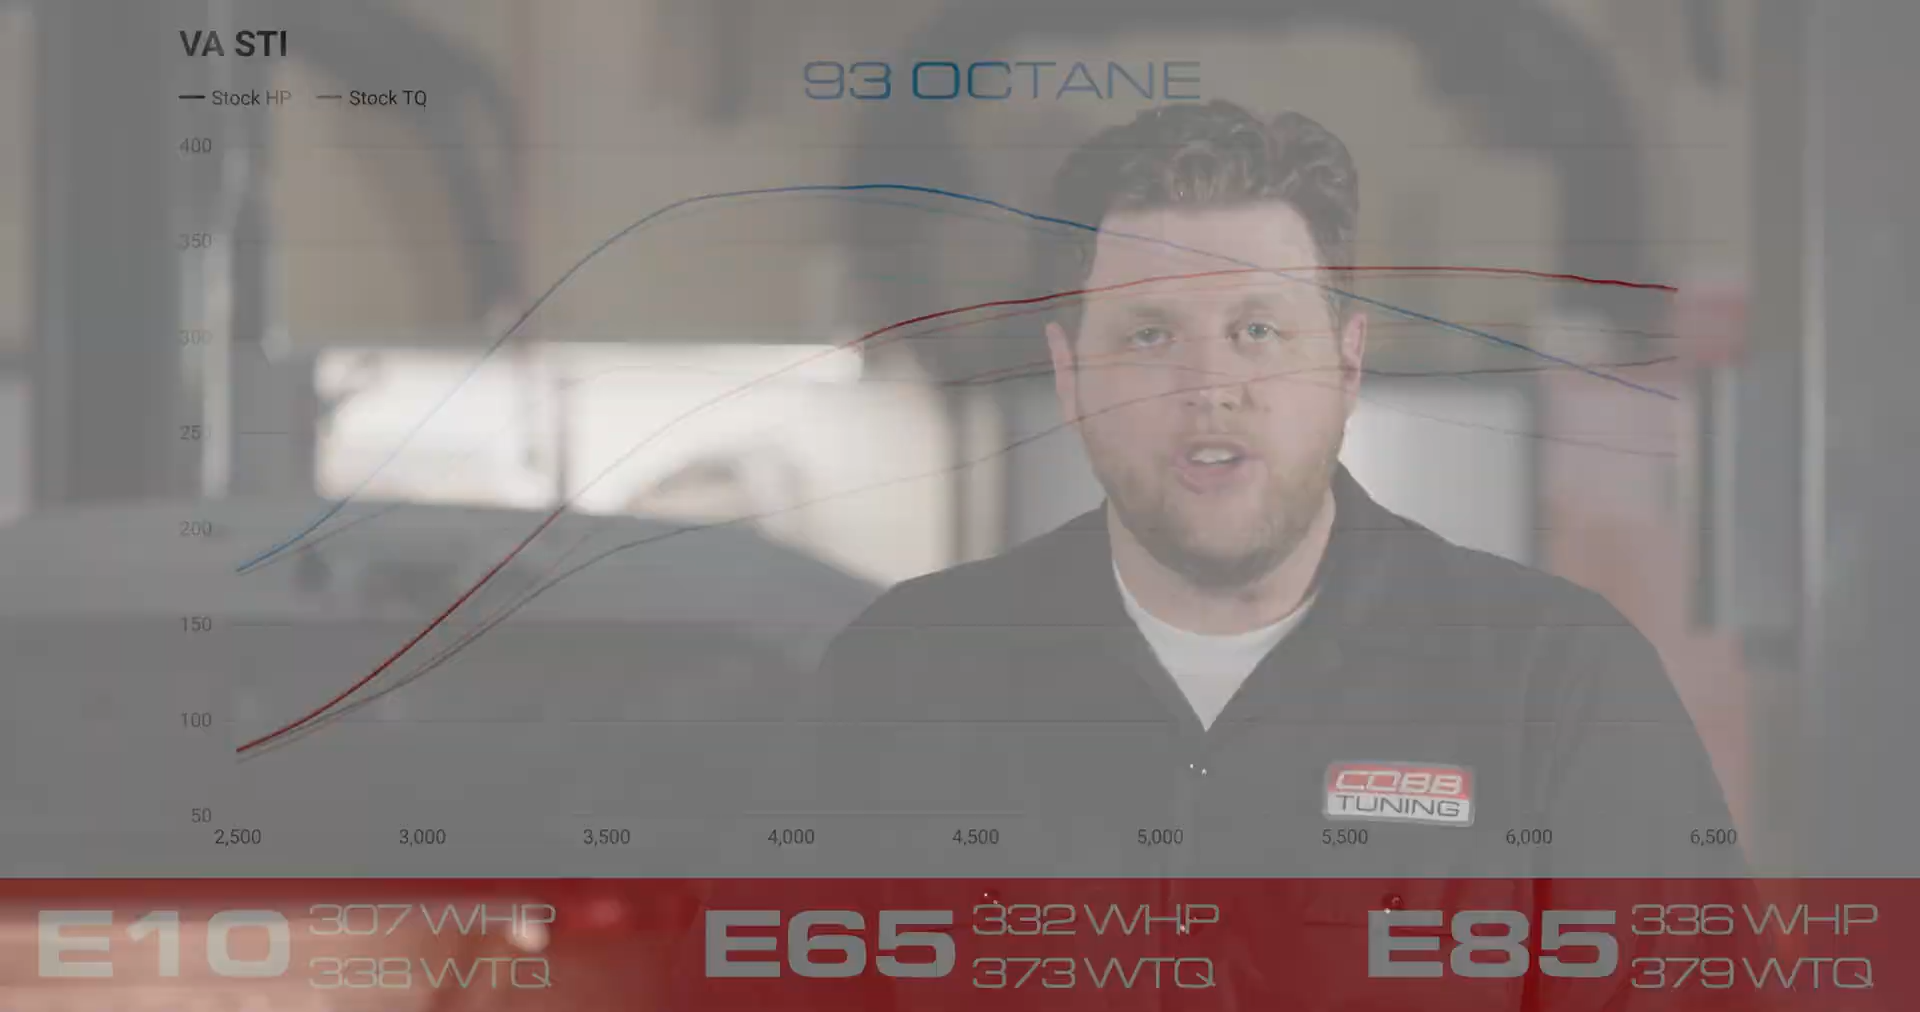 VA STI
93 OCTANE
Stock HP Stock TQ
400
350
300
250
200
150
100
50
2,500 3,000 3,500 4,000 4,500 5,000 5,500 6,000 6,500
COBB
TUNING
E10 307 WHP
338 WTQ
E65 332 WHP
373 WTQ
E85 336 WHP
379 WTQ